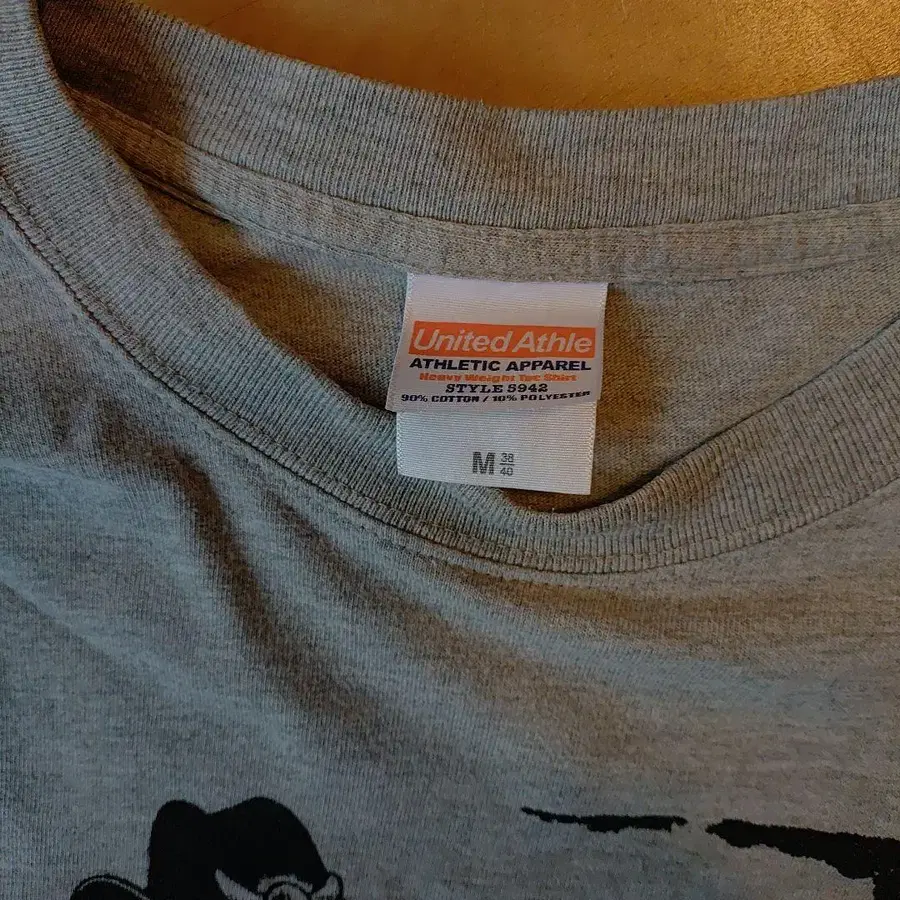 United Athle
ATHLETIC APPAREL
Heavy Weight Tee Shirt
STYLE 5942
90% COTTON / 10% POLYESTER
M 38
40